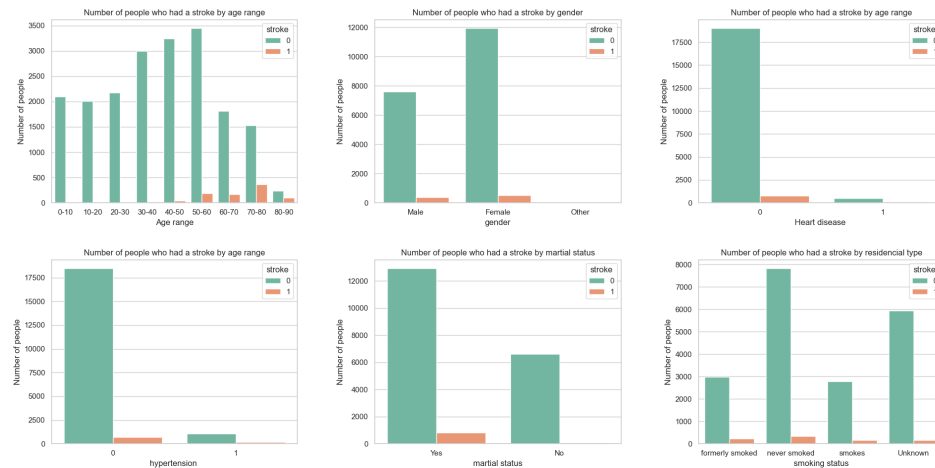 Number of people who had a stroke by age range
Number of people
3500
3000
2500
2000
1500
1000
500
0
stroke
0
1
0-10 10-20 20-30 30-40 40-50 50-60 60-70 70-80 80-90
Age range
Number of people who had a stroke by gender
Number of people
12000
10000
8000
6000
4000
2000
0
stroke
0
1
Male Female Other
gender
Number of people who had a stroke by age range
Number of people
17500
15000
12500
10000
7500
5000
2500
0
stroke
0
0 1
Heart disease
Number of people who had a stroke by age range
Number of people
17500
15000
12500
10000
7500
5000
2500
0
stroke
0
1
0 1
hypertension
Number of people who had a stroke by martial status
Number of people
12000
10000
8000
6000
4000
2000
0
stroke
0
1
Yes No
martial status
Number of people who had a stroke by residencial type
Number of people
8000
7000
6000
5000
4000
3000
2000
1000
0
stroke
0
formerly smoked never smoked smokes Unknown
smoking status